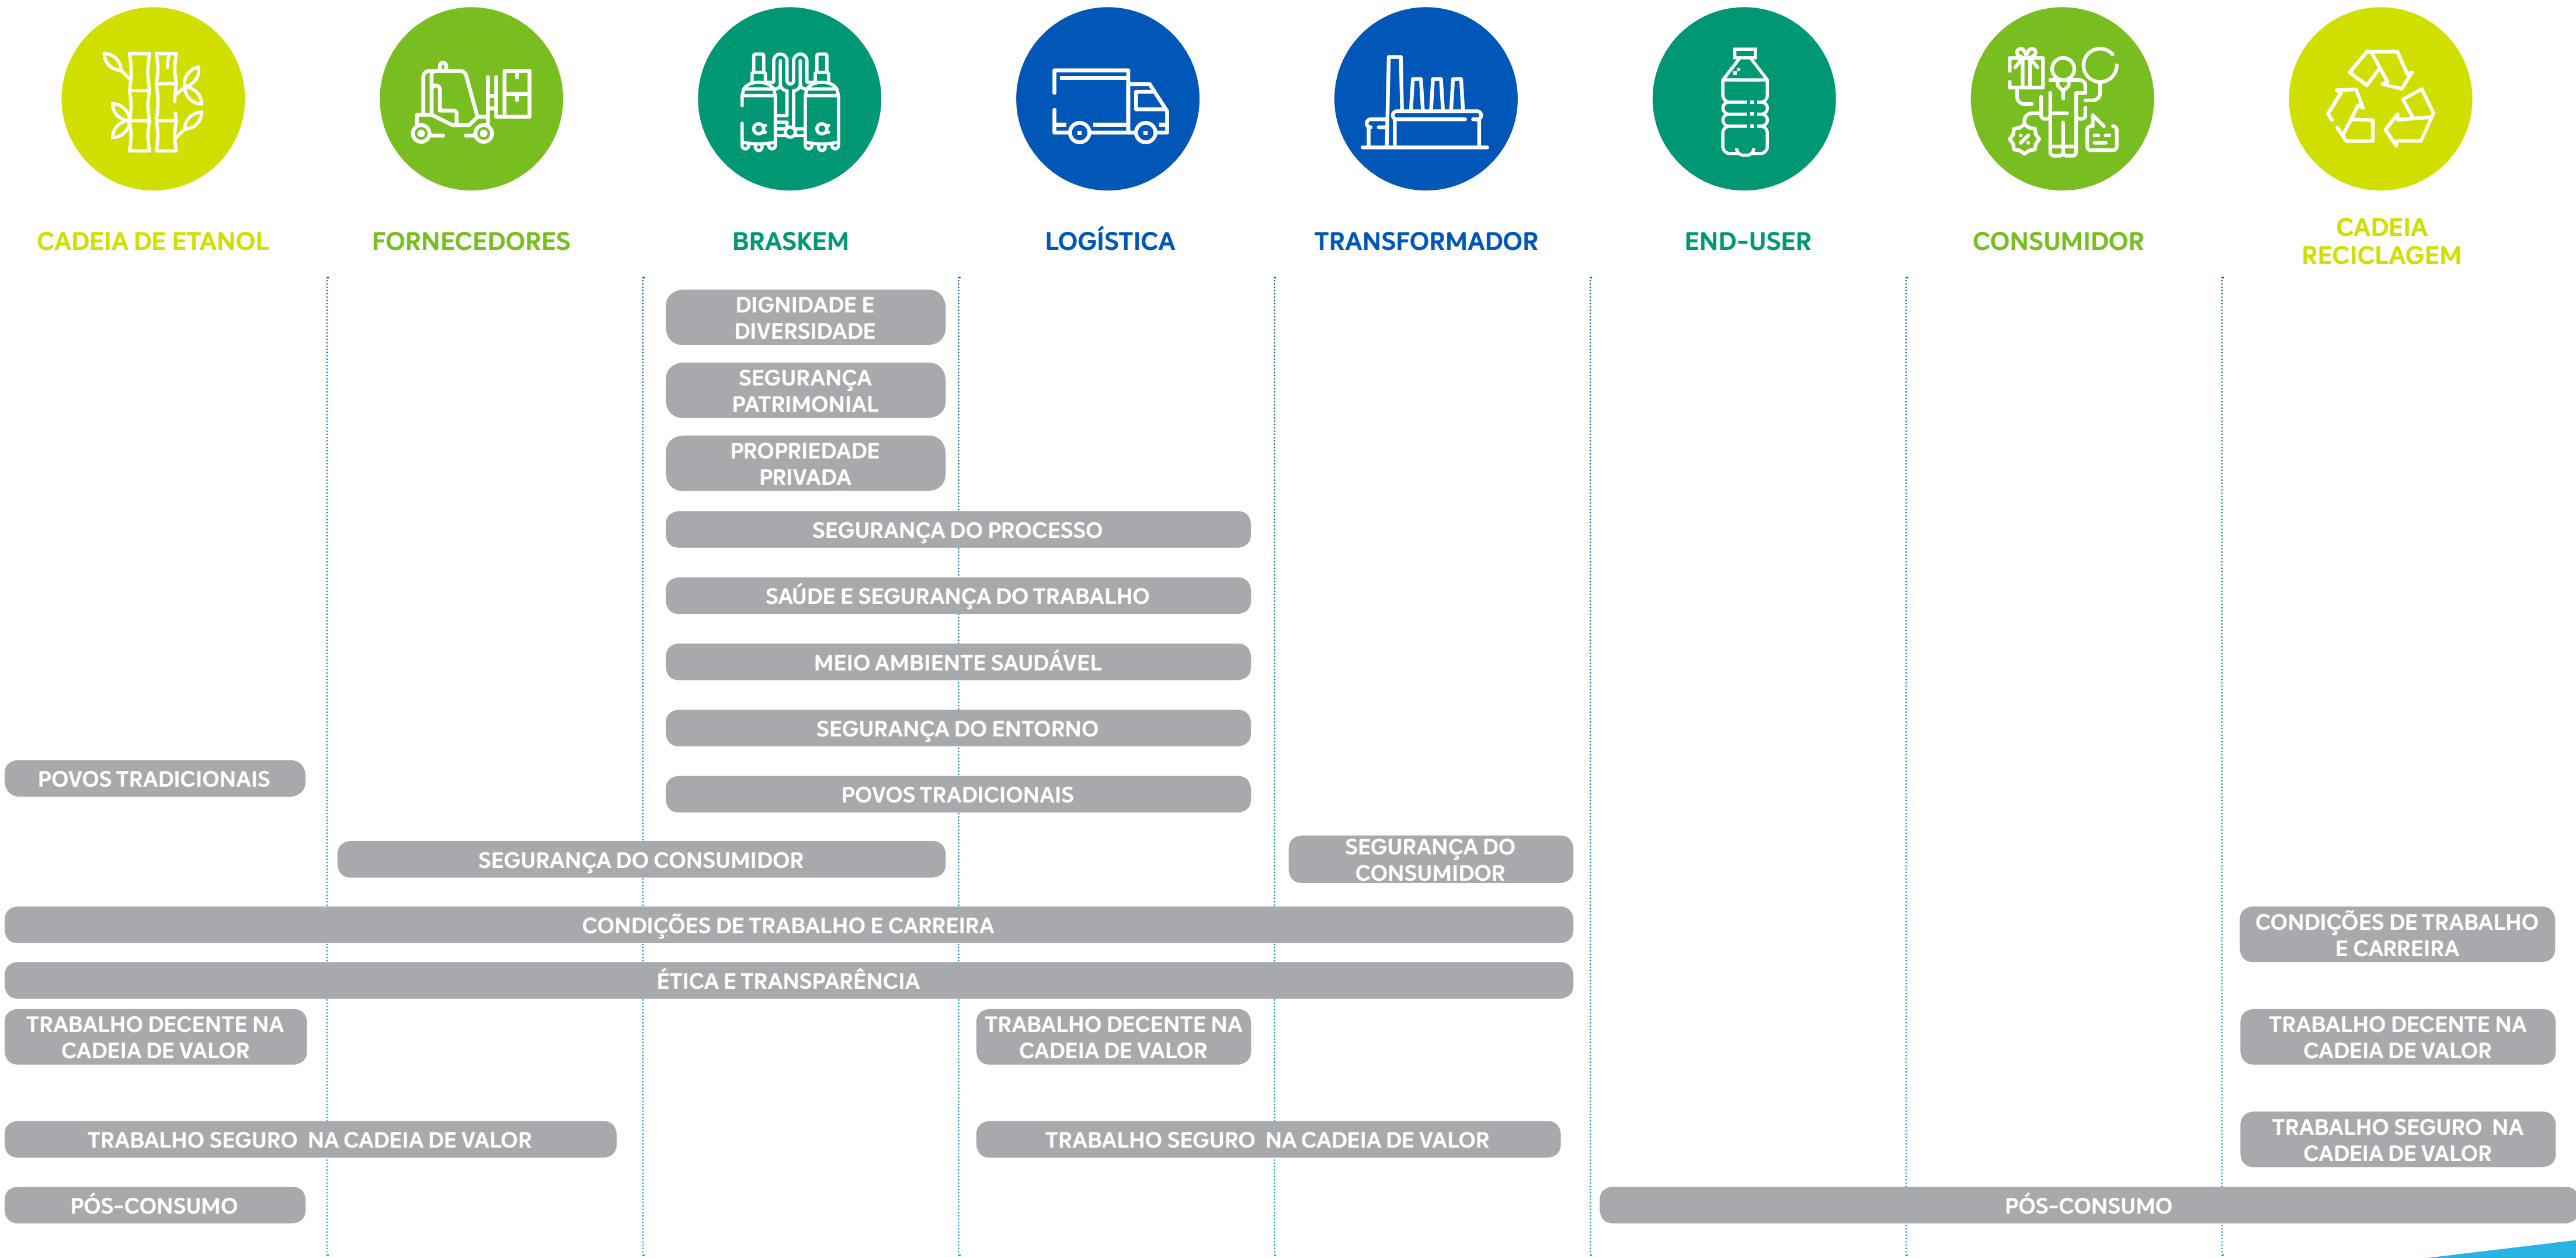 CADEIA DE ETANOL
FORNECEDORES
BRASKEM
LOGÍSTICA
TRANSFORMADOR
END-USER
CONSUMIDOR
CADEIA
RECICLAGEM
DIGNIDADE E
DIVERSIDADE
SEGURANÇA
PATRIMONIAL
PROPRIEDADE
PRIVADA
SEGURANÇA DO PROCESSO
SAÚDE E SEGURANÇA DO TRABALHO
MEIO AMBIENTE SAUDÁVEL
SEGURANÇA DO ENTORNO
POVOS TRADICIONAIS
POVOS TRADICIONAIS
SEGURANÇA DO CONSUMIDOR
SEGURANÇA DO
CONSUMIDOR
CONDIÇÕES DE TRABALHO E CARREIRA
CONDIÇÕES DE TRABALHO
E CARREIRA
ÉTICA E TRANSPARÊNCIA
TRABALHO DECENTE NA
CADEIA DE VALOR
TRABALHO DECENTE NA
CADEIA DE VALOR
TRABALHO DECENTE NA
CADEIA DE VALOR
TRABALHO SEGURO NA CADEIA DE VALOR
TRABALHO SEGURO NA CADEIA DE VALOR
TRABALHO SEGURO NA
CADEIA DE VALOR
PÓS-CONSUMO
PÓS-CONSUMO